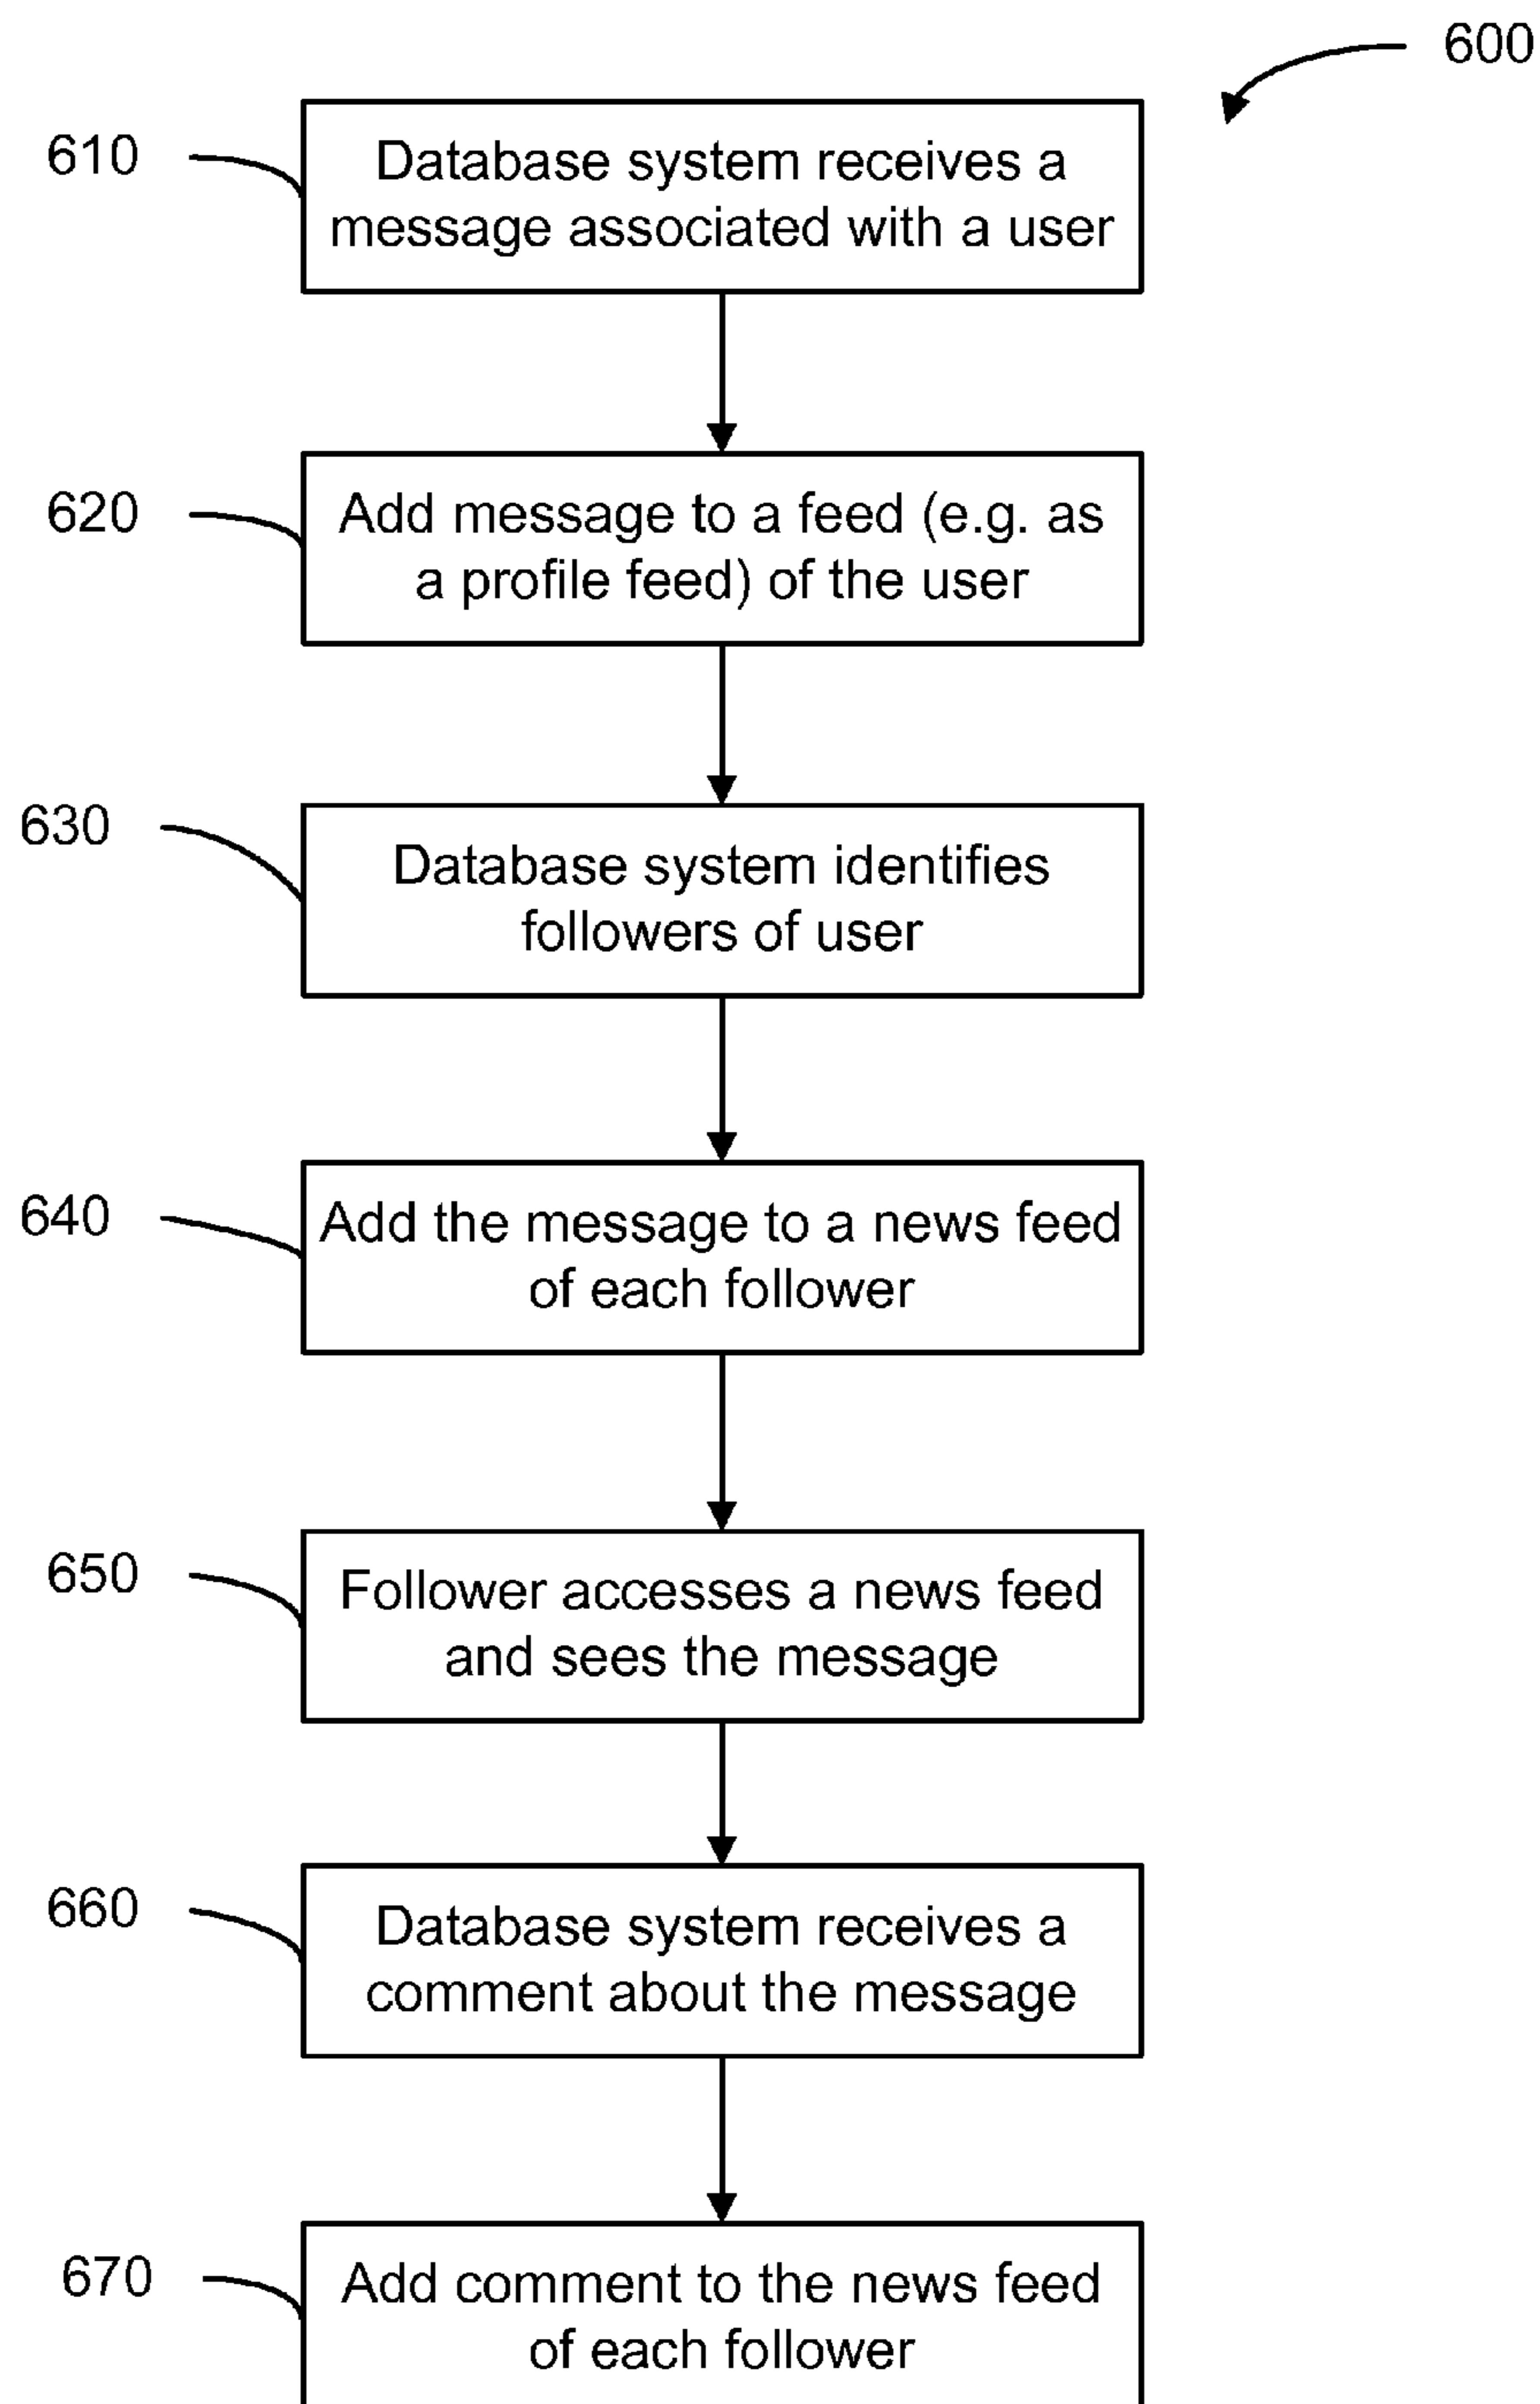 600
610
Database system receives a
message associated with a user
620
Add message to a feed (e.g. as
a profile feed) of the user
630
Database system identifies
followers of user
640
Add the message to a news feed
of each follower
650
Follower accesses a news feed
and sees the message
660
Database system receives a
comment about the message
670
Add comment to the news feed
of each follower